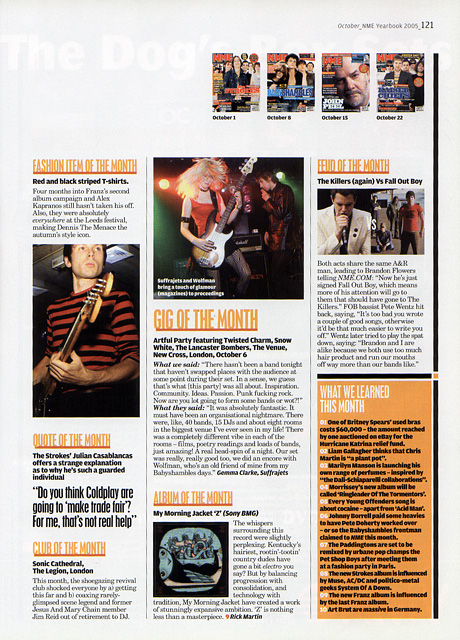 October_NME Yearbook 2005_121
The Dog's
NME
NME
NME
NME
BABYSHAMBLES
JOHN
PEEL
KAISER
CHIEFS
October 1
October 8
October 15
October 22
FASHION ITEM OF THE MONTH
Red and black striped T-shirts.
Four months into Franz's second
album campaign and Alex
Kapranos still hasn't taken his off.
Also, they were absolutely
everywhere at the Leeds festival,
making Dennis The Menace the
autumn's style icon.
QUOTE OF THE MONTH
The Strokes' Julian Casablancas
offers a strange explanation
as to why he's such a guarded
individual
"Do you think Coldplay are
going to 'make trade fair'?
For me, that's not real help"
CLUB OF THE MONTH
Sonic Cathedral,
The Legion, London
This month, the shoegazing revival
club shocked everyone by a) getting
this far and b) coaxing rarely-
glimpsed scene legend and former
Jesus And Mary Chain member
Jim Reid out of retirement to DJ.
Suffrajets and Wolfman
bring a touch of glamour
(magazines) to proceedings
GIG OF THE MONTH
Artful Party featuring Twisted Charm, Snow
White, The Lancaster Bombers, The Venue,
New Cross, London, October 6
What we said: "There hasn't been a band tonight
that haven't swapped places with the audience at
some point during their set. In a sense, we guess
that's what [this party] was all about. Inspiration.
Community. Ideas. Passion. Punk fucking rock.
Now are you lot going to form some bands or wot?!"
What they said: "It was absolutely fantastic. It
must have been an organisational nightmare. There
were, like, 40 bands, 15 DJs and about eight rooms
in the biggest venue I've ever seen in my life! There
was a completely different vibe in each of the
rooms – films, poetry readings and loads of bands,
just amazing! A real head-spin of a night. Our set
was really, really good too, we did an encore with
Wolfman, who's an old friend of mine from my
Babyshambles days." Gemma Clarke, Suffrajets
ALBUM OF THE MONTH
My Morning Jacket 'Z' (Sony BMG)
The whispers
surrounding this
record were slightly
perplexing. Kentucky's
hairiest, rootin'-tootin'
country dudes have
gone a bit electro you
say? But by balancing
progression with
consolidation, and
technology with
tradition, My Morning Jacket have created a work
of stunningly expansive ambition. 'Z' is nothing
less than a masterpiece. Rick Martin
FEUD OF THE MONTH
The Killers (again) Vs Fall Out Boy
Both acts share the same A&R
man, leading to Brandon Flowers
telling NME.COM: "Now he's just
signed Fall Out Boy, which means
more of his attention will go to
them that should have gone to The
Killers." FOB bassist Pete Wentz hit
back, saying, "It's too bad you wrote
a couple of good songs, otherwise
it'd be that much easier to write you
off." Wentz later tried to play the spat
down, saying: "Brandon and I are
alike because we both use too much
hair product and run our mouths
off way more than our bands like."
WHAT WE LEARNED
THIS MONTH
One of Britney Spears' used bras
costs $60,000 – the amount reached
by one auctioned on eBay for the
Hurricane Katrina relief fund.
Liam Gallagher thinks that Chris
Martin is "a plant pot".
Marilyn Manson is launching his
own range of perfumes – inspired by
"the Dali-Schiaparelli collaborations".
Morrissey's new album will be
called 'Ringleader Of The Tormentors'.
Every Young Offenders song is
about cocaine – apart from 'Acid Man'.
Johnny Borrell paid some heavies
to have Pete Doherty worked over
– or so the Babyshambles frontman
claimed to NME this month.
The Paddingtons are set to be
remixed by urbane pop champs the
Pet Shop Boys after meeting them
at a fashion party in Paris.
The new Strokes album is influenced
by Muse, AC/DC and politico-metal
geeks System Of A Down.
The new Franz album is influenced
by the last Franz album.
Art Brut are massive in Germany.